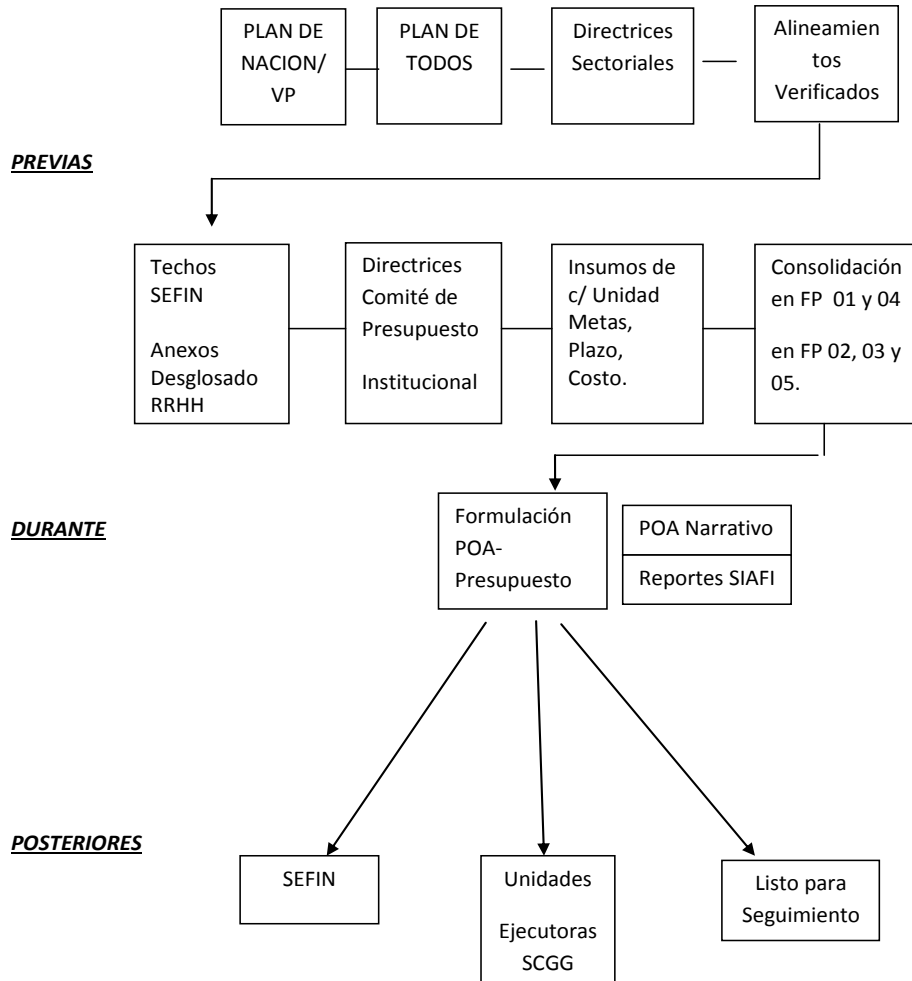 PLAN DE
NACION/
VP
PLAN DE
TODOS
Directrices
Sectoriales
Alineamien
tos
Verificados
PREVIAS
Techos
SEFIN
Anexos
Desglosado
RRHH
Directrices
Comité de
Presupuesto
Institucional
Insumos de
c/ Unidad
Metas,
Plazo,
Costo.
Consolidación
en FP 01 y 04
en FP 02, 03 y
05.
DURANTE
Formulación
POA-
Presupuesto
POA Narrativo
Reportes SIAFI
POSTERIORES
SEFIN
Unidades
Ejecutoras
SCGG
Listo para
Seguimiento